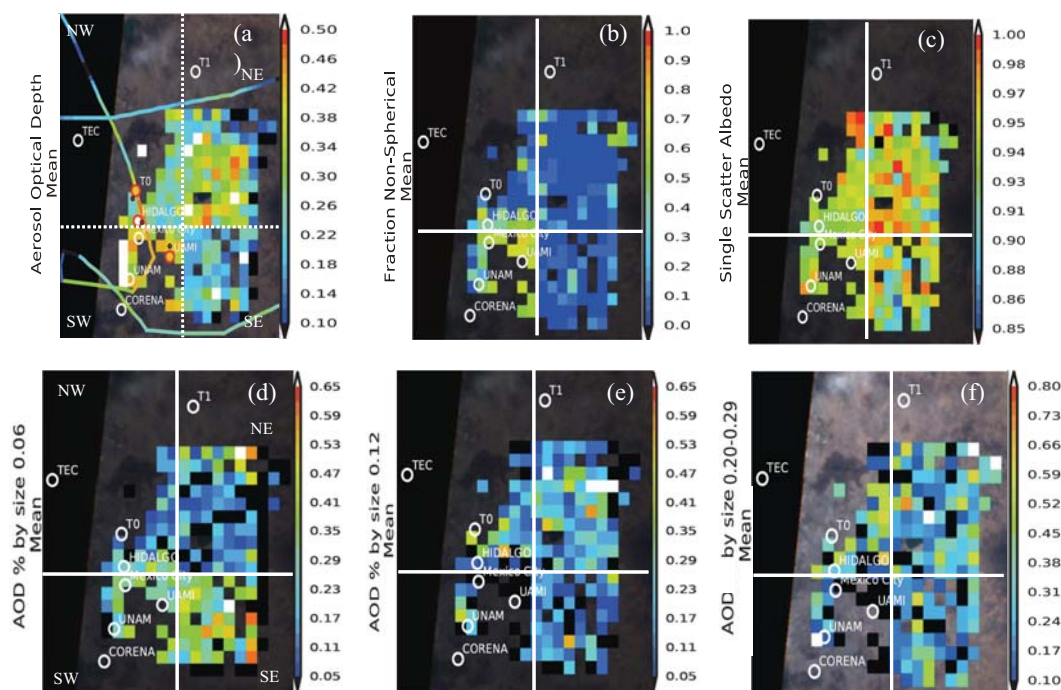 NW
(a
)
NE
T1
TEC
T0
HIDALGO
Mexico City
UAMI
UNAM
CORENA
SW
SE
Aerosol Optical Depth
Mean
0.50
0.46
0.42
0.38
0.34
0.30
0.26
0.22
0.18
0.14
0.10
(b)
T1
TEC
T0
HIDALGO
Mexico City
UAMI
UNAM
CORENA
Fraction Non-Spherical
Mean
1.0
0.9
0.8
0.7
0.6
0.5
0.4
0.3
0.2
0.1
0.0
(c)
T1
TEC
T0
HIDALGO
Mexico City
UAMI
UNAM
CORENA
Single Scatter Albedo
Mean
1.00
0.98
0.97
0.95
0.94
0.93
0.91
0.90
0.88
0.86
0.85
NW
(d)
T1
NE
TEC
T0
HIDALGO
Mexico City
UAMI
UNAM
CORENA
SW
SE
AOD % by size 0.06
Mean
0.65
0.59
0.53
0.47
0.41
0.35
0.29
0.23
0.17
0.11
0.05
(e)
T1
TEC
T0
HIDALGO
Mexico City
UAMI
UNAM
CORENA
AOD % by size 0.12
Mean
0.65
0.59
0.53
0.47
0.41
0.35
0.29
0.23
0.17
0.11
0.05
(f)
T1
TEC
T0
HIDALGO
Mexico City
UAMI
UNAM
CORENA
AOD by size 0.20-0.29
Mean
0.80
0.73
0.66
0.59
0.52
0.45
0.38
0.31
0.24
0.17
0.10